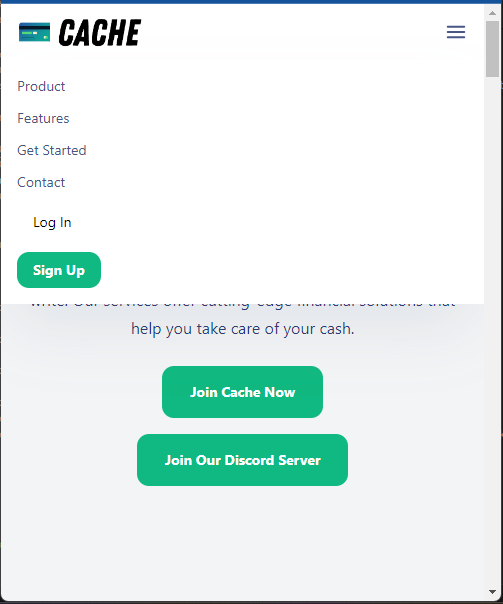 CACHE
Product
Features
Get Started
Contact
Log In
Sign Up
write. Our services offer cutting-edge financial solutions that
help you take care of your cash.
Join Cache Now
Join Our Discord Server